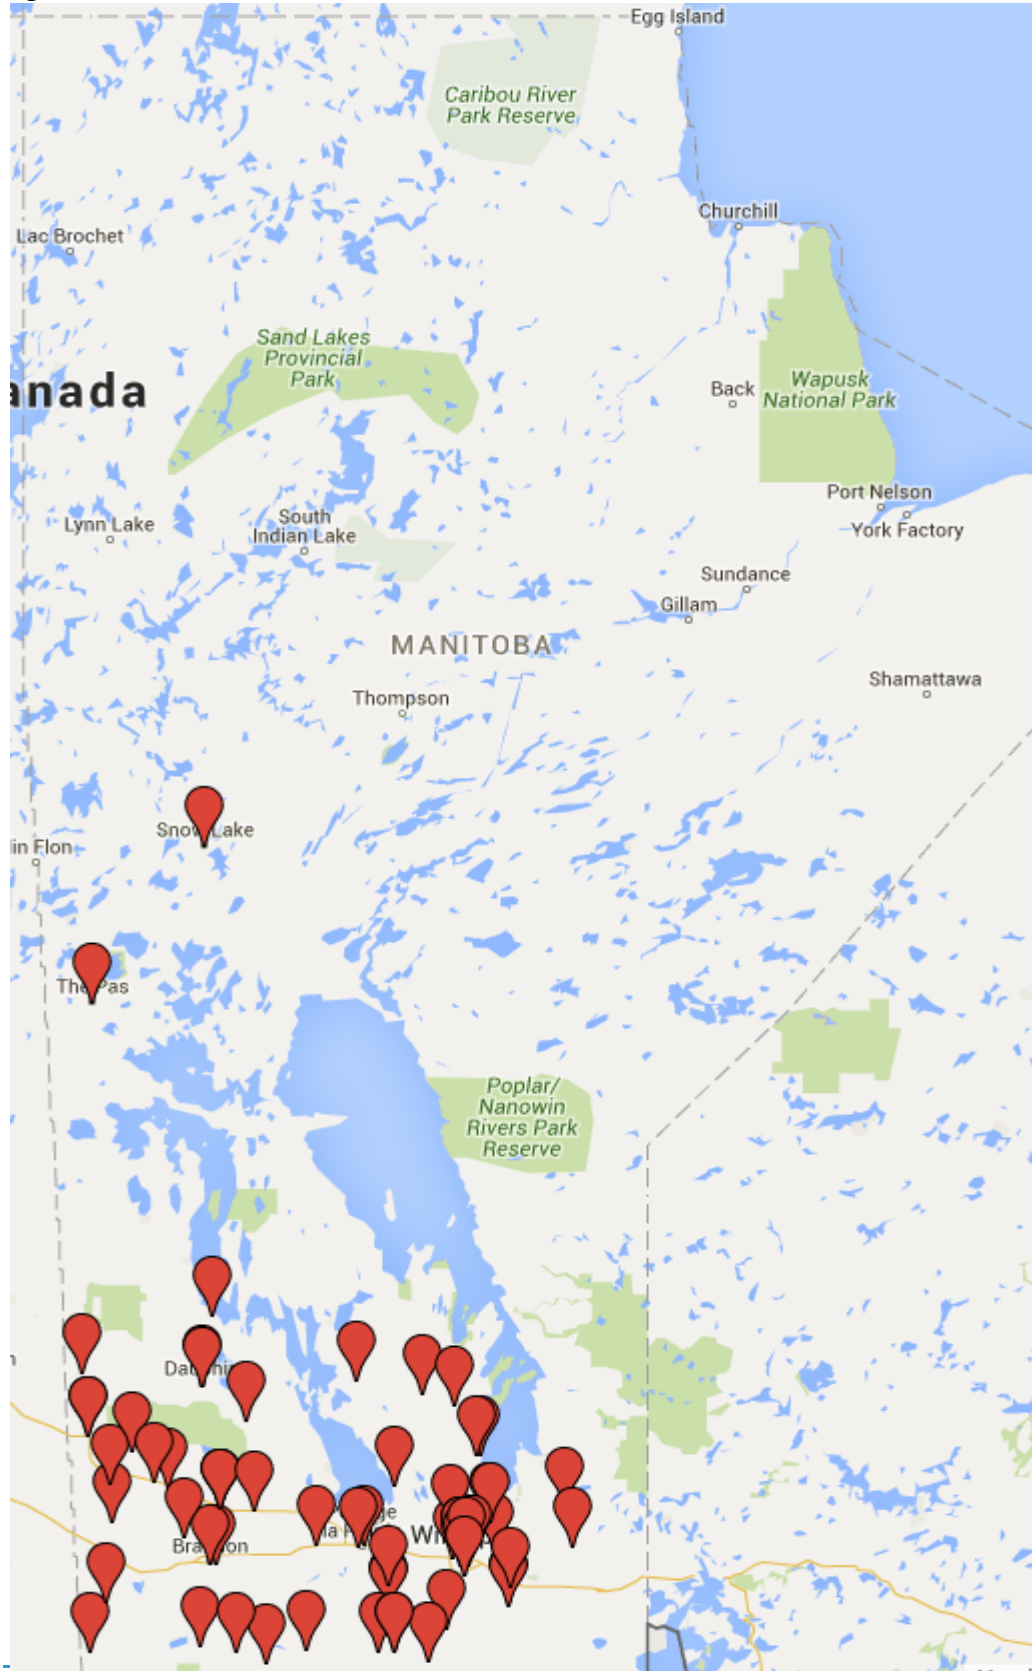 Egg Island
Caribou River
Park Reserve
Churchill
Lac Brochet
Sand Lakes
Provincial
Park
anada
Back
Wapusk
National Park
Port Nelson
York Factory
Lynn Lake
South
Indian Lake
Sundance
Gillam
MANITOBA
Shamattawa
Thompson
Snow Lake
in Flon
The Pas
Poplar/
Nanowin
Rivers Park
Reserve